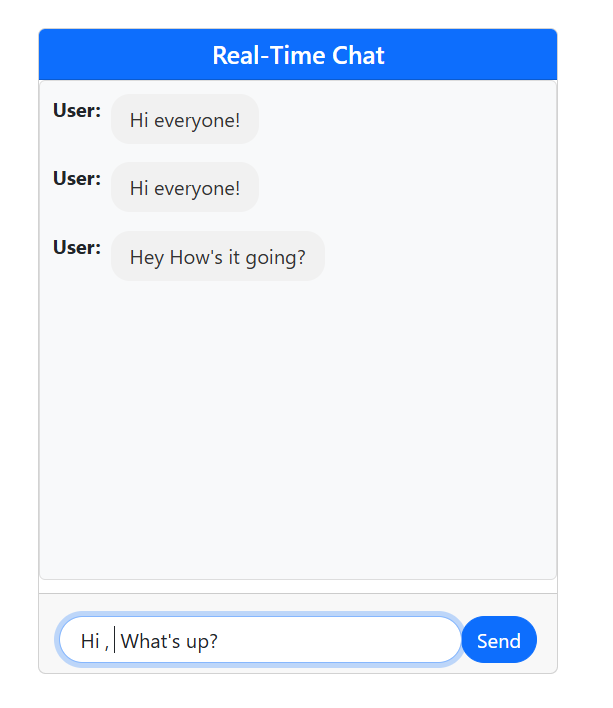 Real-Time Chat
User: Hi everyone!
User: Hi everyone!
User: Hey How's it going?
Hi , What's up? Send